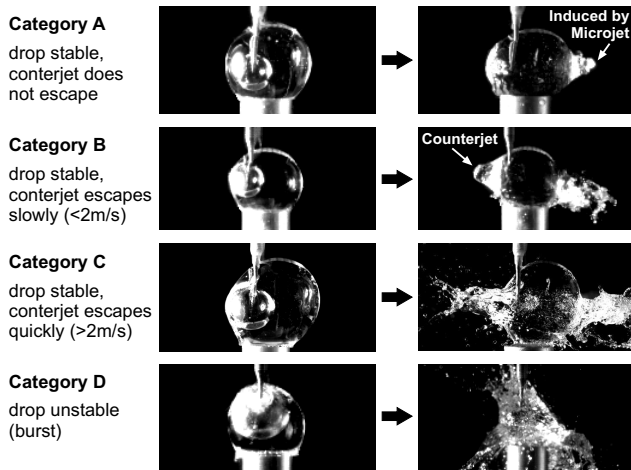 Category A
drop stable,
conterjet does
not escape
Induced by
Microjet
Category B
drop stable,
conterjet escapes
slowly (<2m/s)
Counterjet
Category C
drop stable,
conterjet escapes
quickly (>2m/s)
Category D
drop unstable
(burst)